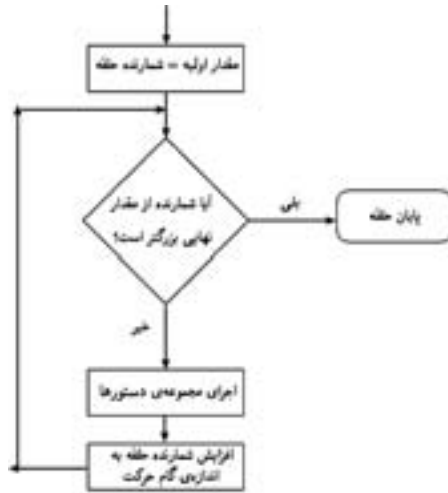 مقدار اولیه = شمارنده حلقه
آیا شمارنده از مقدار
نهایی بزرگتر است؟
بلی
پایان حلقه
خیر
اجرای مجموعه‌ی دستورها
افزایش شمارنده حلقه به
اندازه‌ی گام حرکت